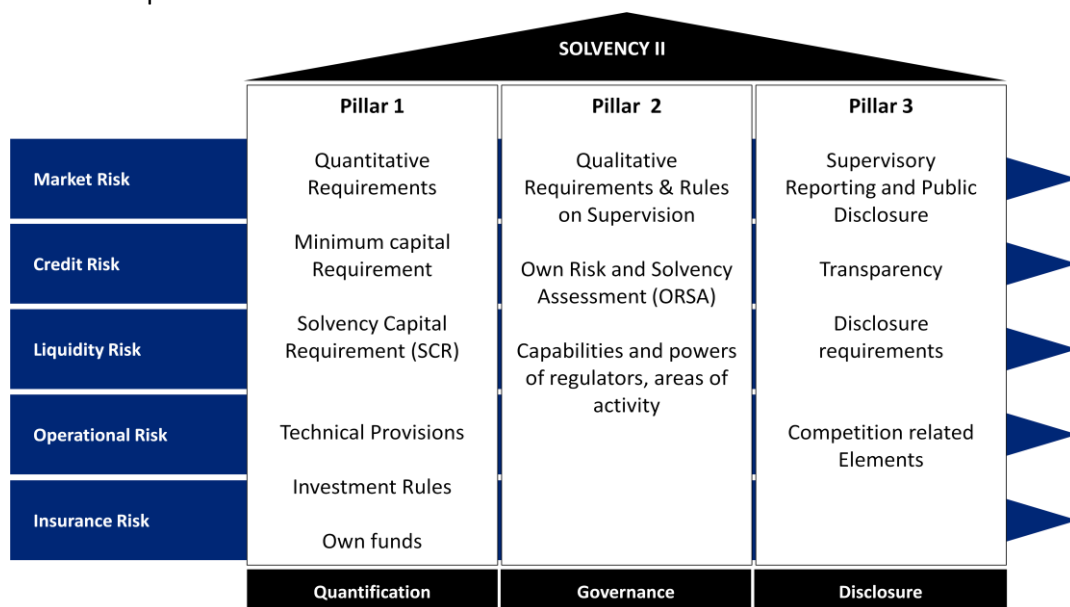 SOLVENCY II
Pillar 1
Quantitative
Requirements
Minimum capital
Requirement
Solvency Capital
Requirement (SCR)
Technical Provisions
Investment Rules
Own funds
Quantification
Pillar 2
Qualitative
Requirements & Rules
on Supervision
Own Risk and Solvency
Assessment (ORSA)
Capabilities and powers
of regulators, areas of
activity
Governance
Pillar 3
Supervisory
Reporting and Public
Disclosure
Transparency
Disclosure
requirements
Competition related
Elements
Disclosure
Market Risk
Credit Risk
Liquidity Risk
Operational Risk
Insurance Risk